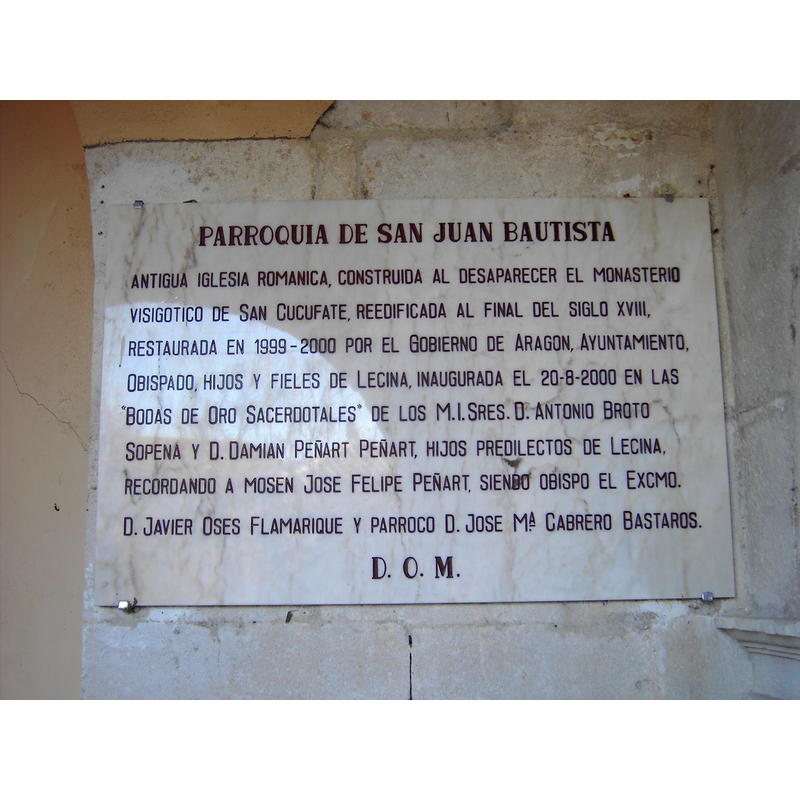 PARROQUIA DE SAN JUAN BAUTISTA
ANTIGUA IGLESIA ROMANICA, CONSTRUIDA AL DESAPARECER EL MONASTERIO
VISIGOTICO DE SAN CUCUFATE, REEDIFICADA AL FINAL DEL SIGLO XVIII,
RESTAURADA EN 1999-2000 POR EL GOBIERNO DE ARAGON, AYUNTAMIENTO,
OBISPADO, HIJOS Y FIELES DE LECINA, INAUGURADA EL 20-8-2000 EN LAS
"BODAS DE ORO SACERDOTALES" DE LOS M.I. SRES. D. ANTONIO BROTO
SOPENA Y D. DAMIAN PEÑART PEÑART, HIJOS PREDILECTOS DE LECINA,
RECORDANDO A MOSEN JOSE FELIPE PEÑART, SIENDO OBISPO EL EXCMO.
D. JAVIER OSES FLAMARIQUE Y PARROCO D. JOSE Mª CABRERO BASTAROS.
D. O. M.